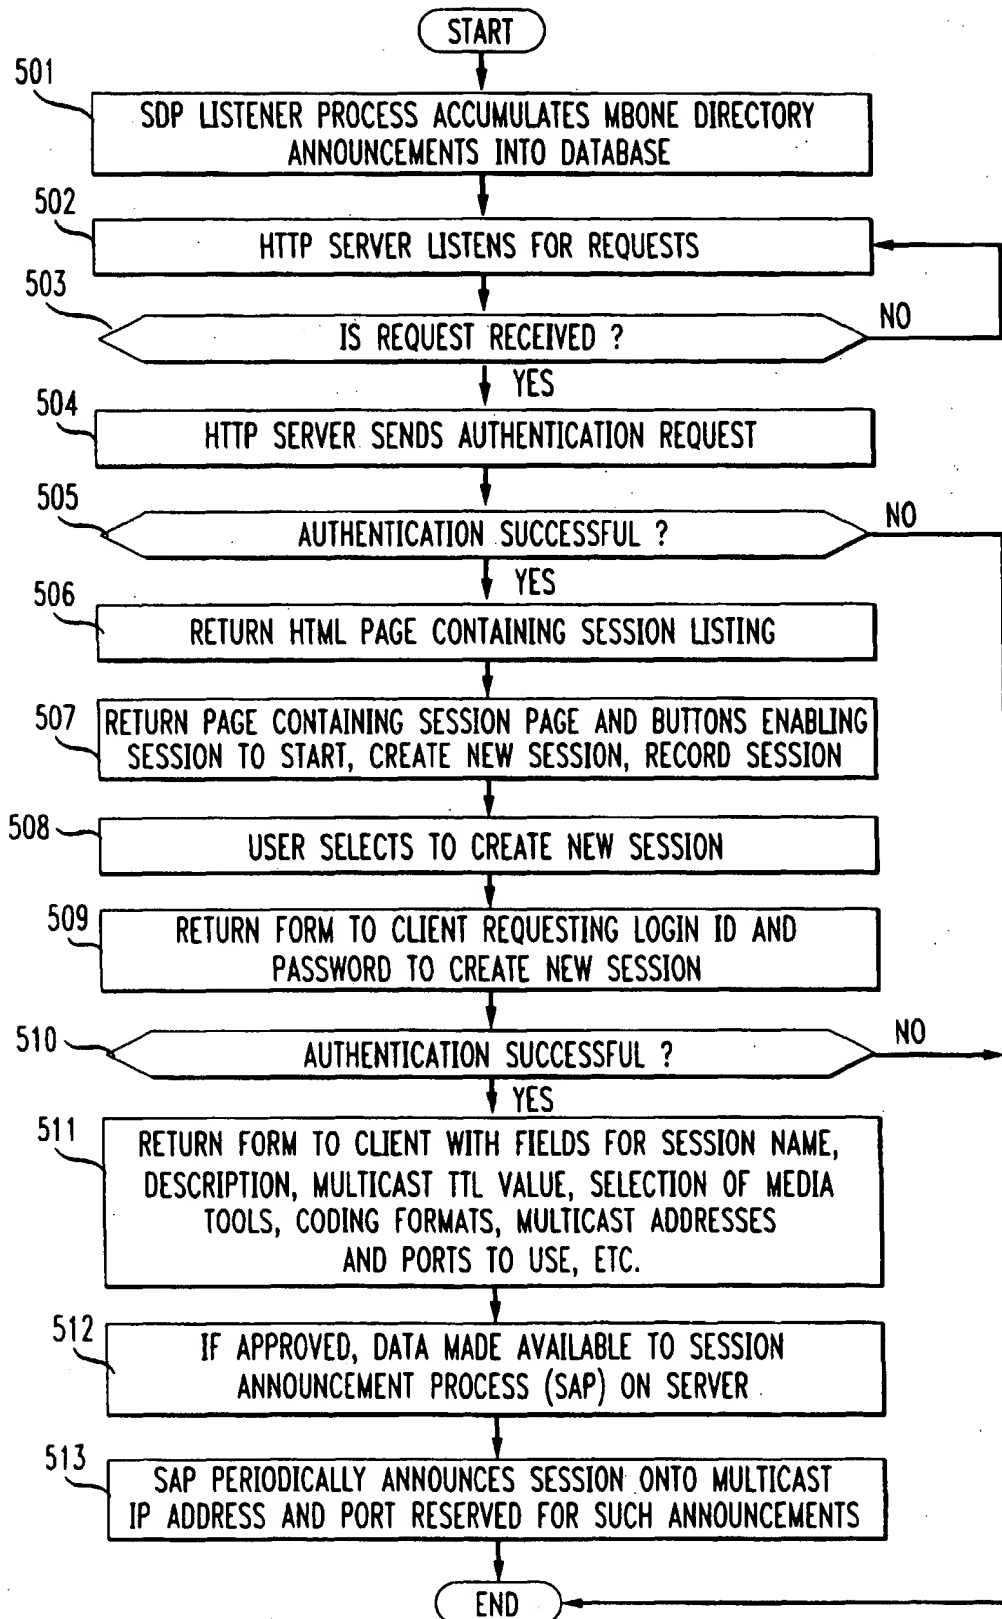 START
501
SDP LISTENER PROCESS ACCUMULATES MBONE DIRECTORY
ANNOUNCEMENTS INTO DATABASE
502
HTTP SERVER LISTENS FOR REQUESTS
503
IS REQUEST RECEIVED ?
NO
YES
504
HTTP SERVER SENDS AUTHENTICATION REQUEST
505
AUTHENTICATION SUCCESSFUL ?
NO
YES
506
RETURN HTML PAGE CONTAINING SESSION LISTING
507
RETURN PAGE CONTAINING SESSION PAGE AND BUTTONS ENABLING
SESSION TO START, CREATE NEW SESSION, RECORD SESSION
508
USER SELECTS TO CREATE NEW SESSION
509
RETURN FORM TO CLIENT REQUESTING LOGIN ID AND
PASSWORD TO CREATE NEW SESSION
510
AUTHENTICATION SUCCESSFUL ?
NO
YES
511
RETURN FORM TO CLIENT WITH FIELDS FOR SESSION NAME,
DESCRIPTION, MULTICAST TTL VALUE, SELECTION OF MEDIA
TOOLS, CODING FORMATS, MULTICAST ADDRESSES
AND PORTS TO USE, ETC.
512
IF APPROVED, DATA MADE AVAILABLE TO SESSION
ANNOUNCEMENT PROCESS (SAP) ON SERVER
513
SAP PERIODICALLY ANNOUNCES SESSION ONTO MULTICAST
IP ADDRESS AND PORT RESERVED FOR SUCH ANNOUNCEMENTS
END